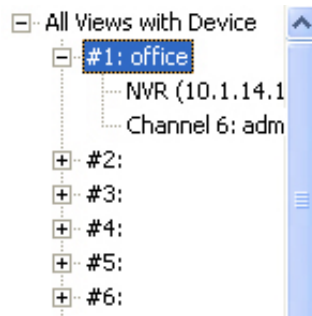 All Views with Device
#1: office
NVR (10.1.14.1
Channel 6: adm
#2:
#3:
#4:
#5:
#6: